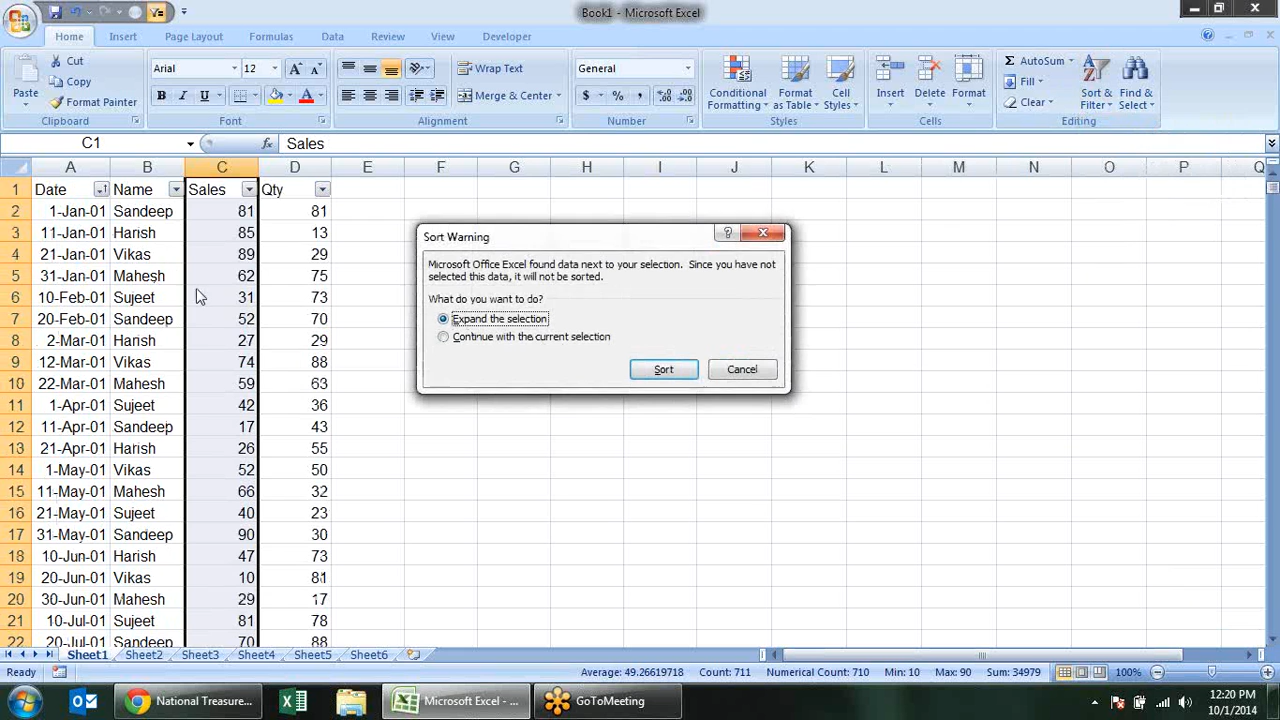 Book1 - Microsoft Excel
Home Insert Page Layout Formulas Data Review View Developer
Paste Cut Copy Format Painter Clipboard
Arial 12 B I U Font
Wrap Text Merge & Center Alignment
General $ % , Number
Conditional Formatting Format as Table Cell Styles Styles
Insert Delete Format Cells
Σ AutoSum Fill Clear Sort & Filter Find & Select Editing
C1 fx Sales
A B C D E F G H I J K L M N O P Q
1 Date Name Sales Qty
2 1-Jan-01 Sandeep 81 81
3 11-Jan-01 Harish 85 13
4 21-Jan-01 Vikas 89 29
5 31-Jan-01 Mahesh 62 75
6 10-Feb-01 Sujeet 31 73
7 20-Feb-01 Sandeep 52 70
8 2-Mar-01 Harish 27 29
9 12-Mar-01 Vikas 74 88
10 22-Mar-01 Mahesh 59 63
11 1-Apr-01 Sujeet 42 36
12 11-Apr-01 Sandeep 17 43
13 21-Apr-01 Harish 26 55
14 1-May-01 Vikas 52 50
15 11-May-01 Mahesh 66 32
16 21-May-01 Sujeet 40 23
17 31-May-01 Sandeep 90 30
18 10-Jun-01 Harish 47 73
19 20-Jun-01 Vikas 10 81
20 30-Jun-01 Mahesh 29 17
21 10-Jul-01 Sujeet 81 78
22 20-Jul-01 Sandeep 70 88
Sort Warning
Microsoft Office Excel found data next to your selection. Since you have not
selected this data, it will not be sorted.
What do you want to do?
Expand the selection
Continue with the current selection
Sort Cancel
Sheet1 Sheet2 Sheet3 Sheet4 Sheet5 Sheet6
Ready Average: 49.26619718 Count: 711 Numerical Count: 710 Min: 10 Max: 90 Sum: 34979 100%
National Treasure... Microsoft Excel - ... GoToMeeting
12:20 PM
10/1/2014